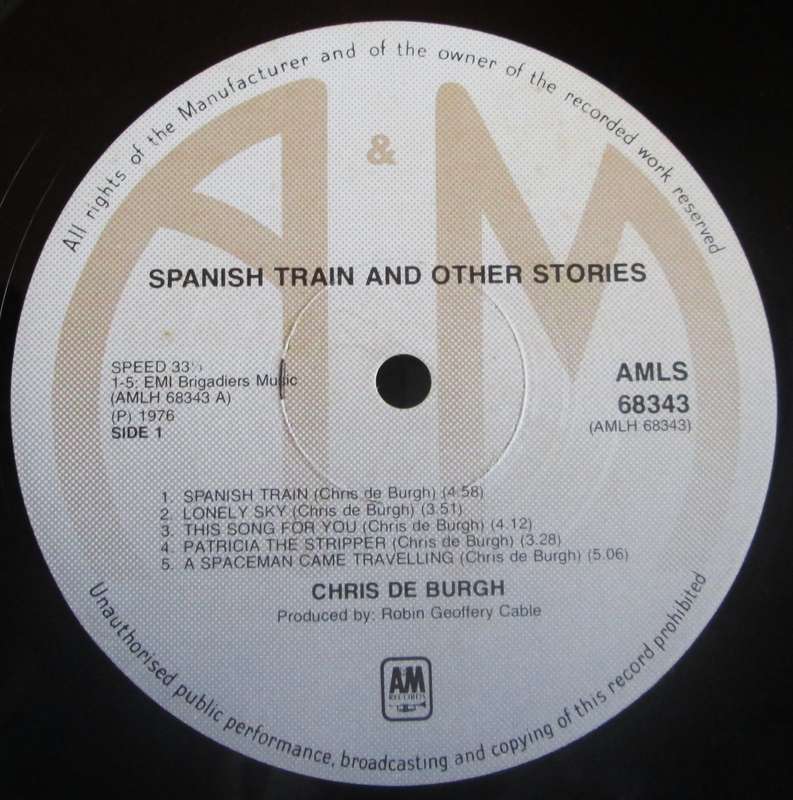 All rights of the Manufacturer and of the owner of the recorded work reserved
A & M
SPANISH TRAIN AND OTHER STORIES
SPEED 33⅓
1-5: EMI Brigadiers Music
(AMLH 68343 A)
(P) 1976
SIDE 1
AMLS
68343
(AMLH 68343)
1. SPANISH TRAIN (Chris de Burgh) (4.58)
2. LONELY SKY (Chris de Burgh) (3.51)
3. THIS SONG FOR YOU (Chris de Burgh) (4.12)
4. PATRICIA THE STRIPPER (Chris de Burgh) (3.28)
5. A SPACEMAN CAME TRAVELLING (Chris de Burgh) (5.06)
CHRIS DE BURGH
Produced by: Robin Geoffery Cable
AM
RECORDS
Unauthorised public performance, broadcasting and copying of this record prohibited